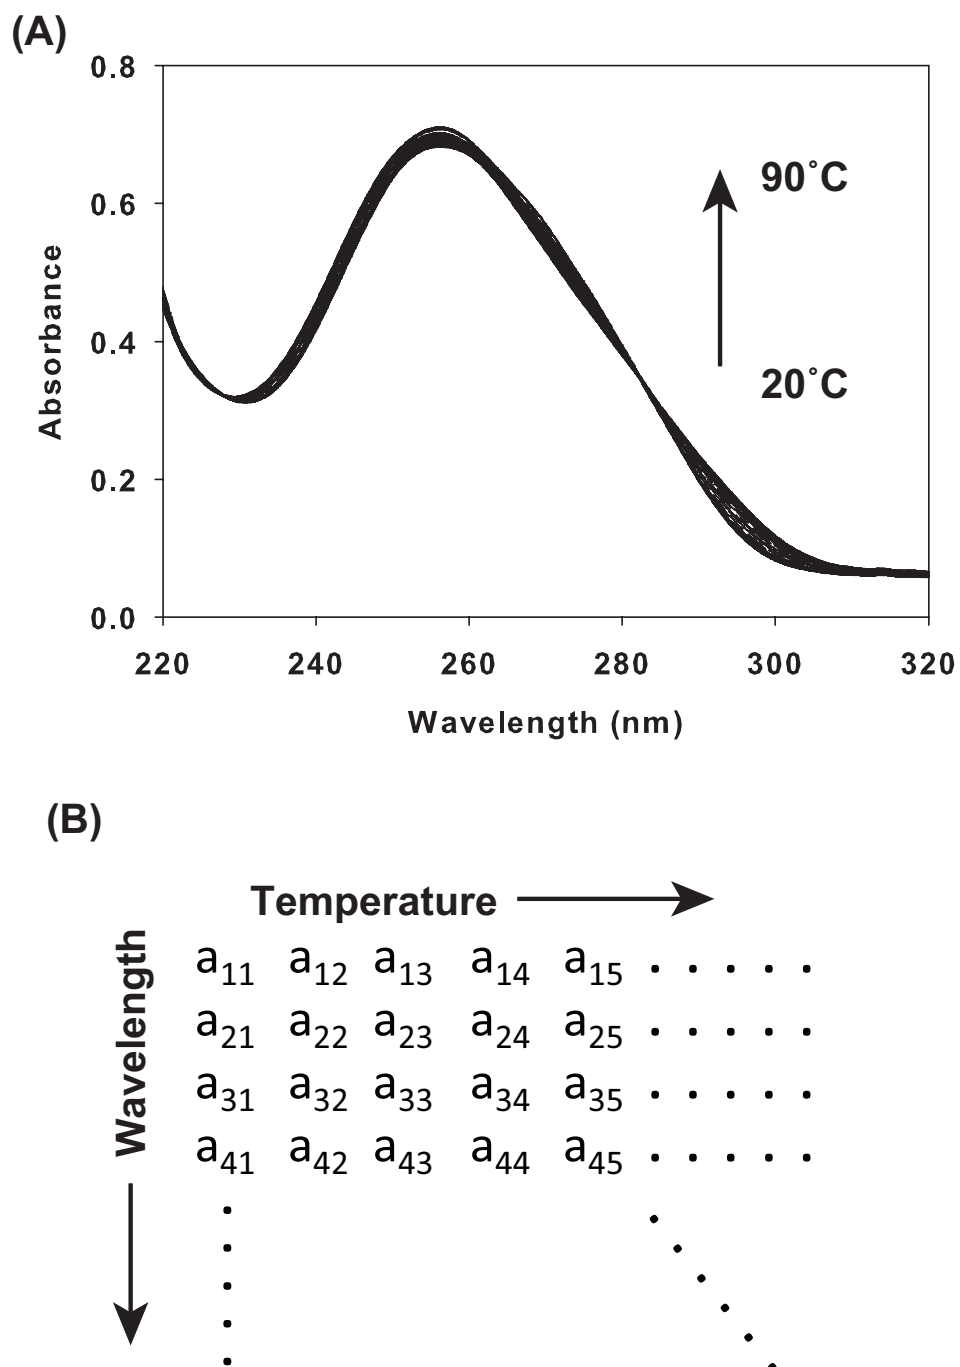 (A)
0.8
0.6
0.4
0.2
0.0
Absorbance
90˚C
20˚C
220 240 260 280 300 320
Wavelength (nm)
(B)
Temperature
Wavelength
a11 a12 a13 a14 a15 . . . . .
a21 a22 a23 a24 a25 . . . . .
a31 a32 a33 a34 a35 . . . . .
a41 a42 a43 a44 a45 . . . . .